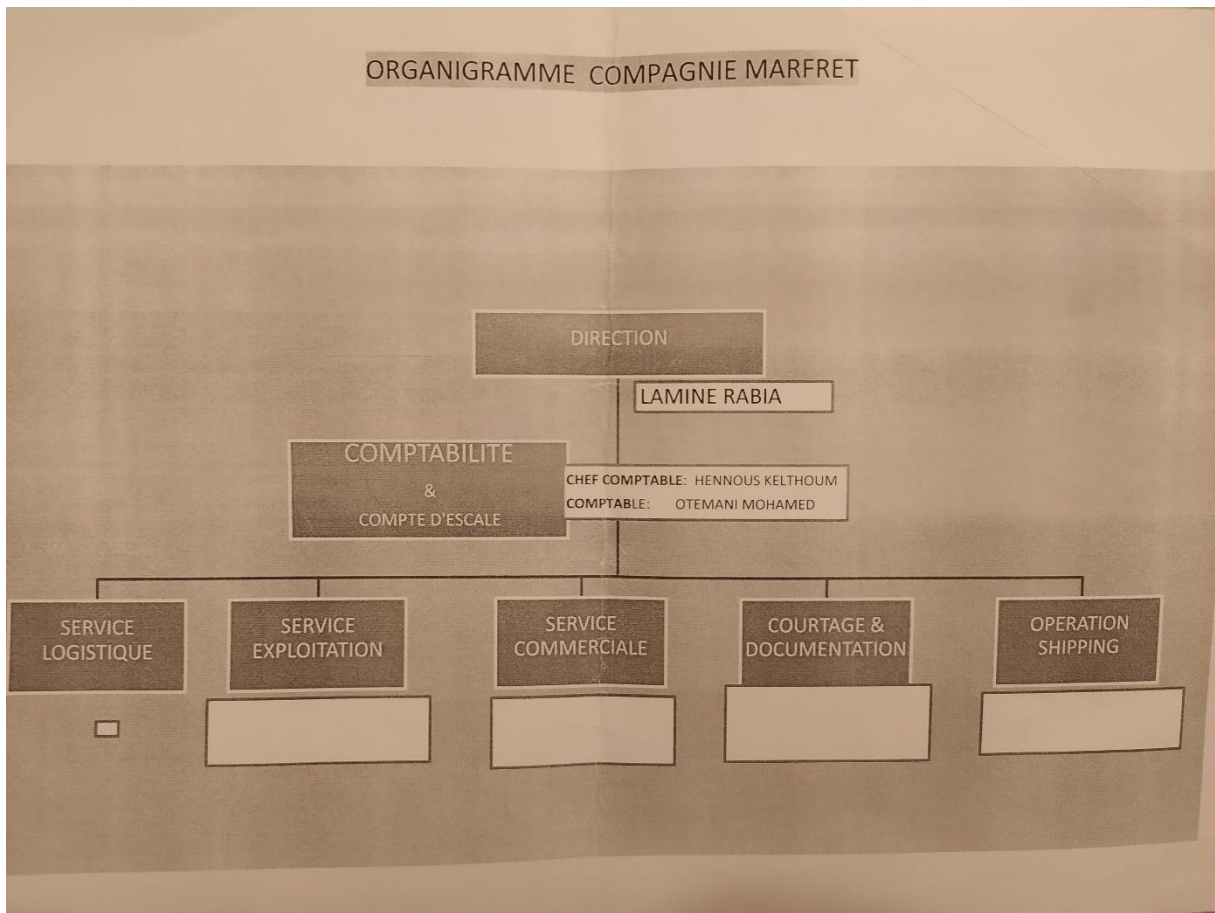 ORGANIGRAMME COMPAGNIE MARFRET
DIRECTION
LAMINE RABIA
COMPTABILITE
&
COMPTE D'ESCALE
CHEF COMPTABLE: HENNOUS KELTHOUM
COMPTABLE: OTEMANI MOHAMED
SERVICE
LOGISTIQUE
SERVICE
EXPLOITATION
SERVICE
COMMERCIALE
COURTAGE &
DOCUMENTATION
OPERATION
SHIPPING